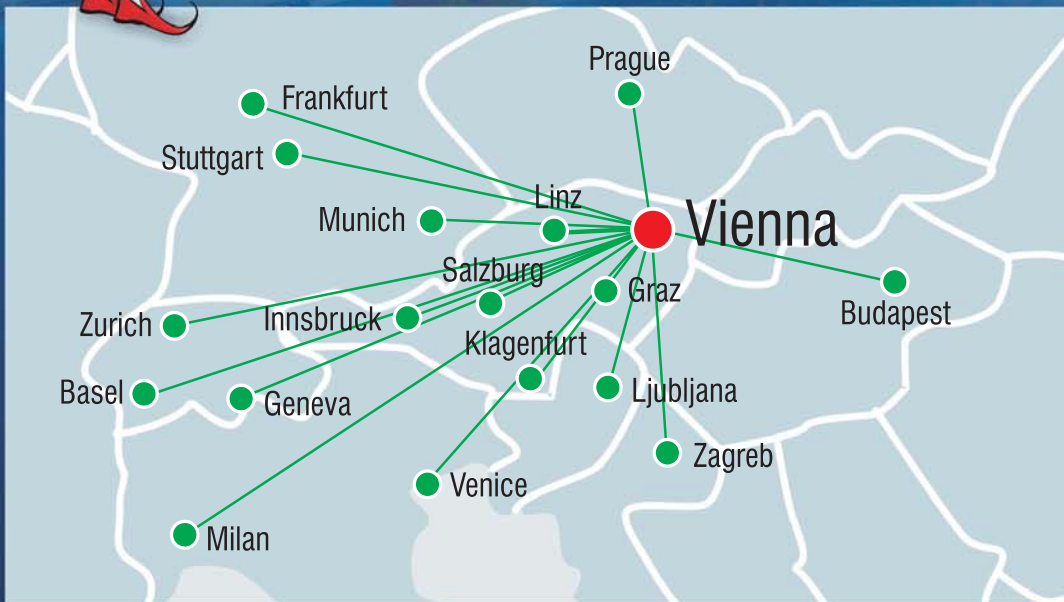 Prague
Frankfurt
Stuttgart
Linz
Munich
Vienna
Salzburg
Graz
Budapest
Zurich
Innsbruck
Klagenfurt
Basel
Geneva
Ljubljana
Zagreb
Venice
Milan